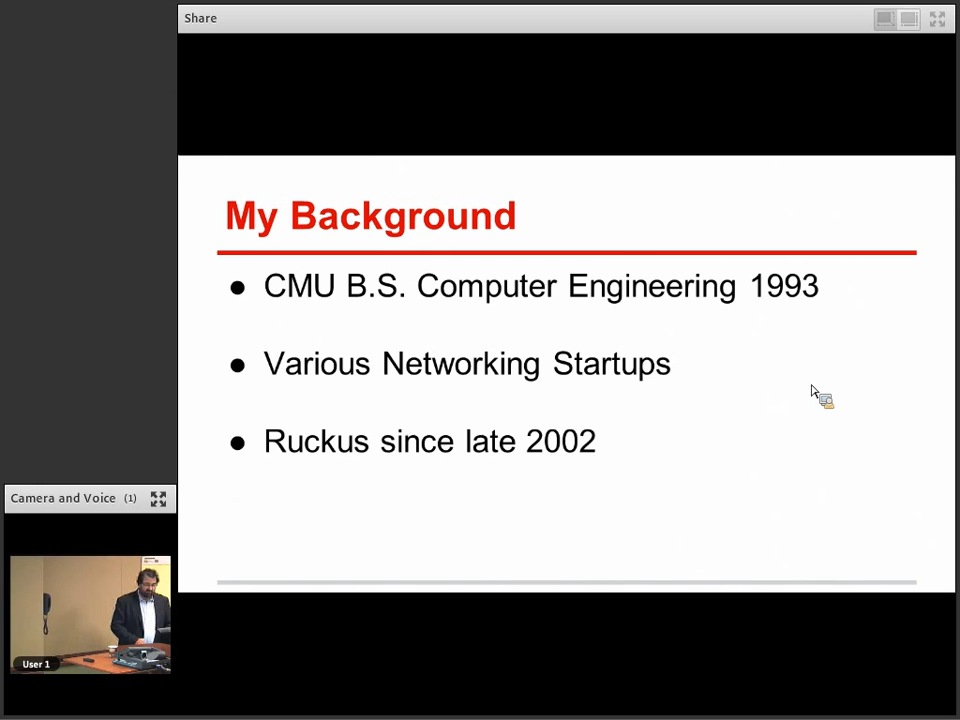 Share
My Background
● CMU B.S. Computer Engineering 1993
● Various Networking Startups
● Ruckus since late 2002
Camera and Voice (1)
User 1